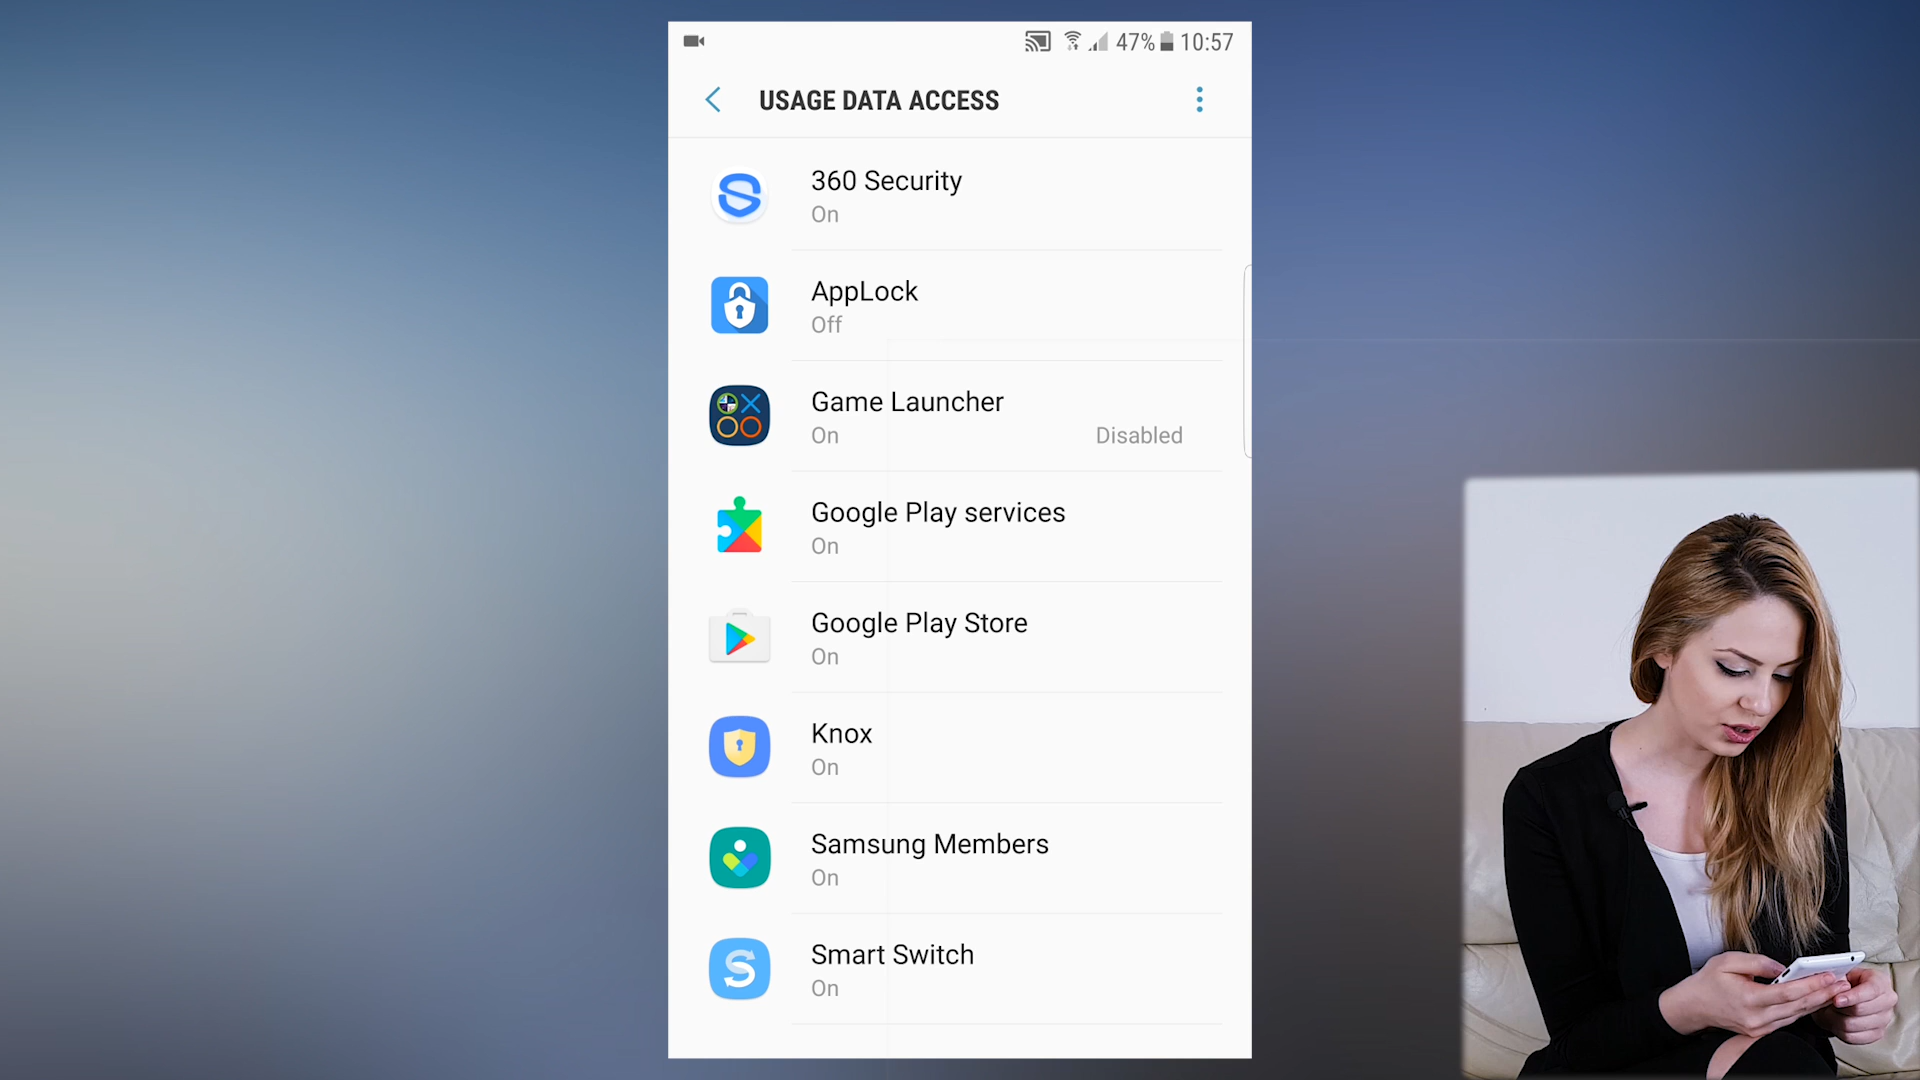 47% 10:57
USAGE DATA ACCESS
360 Security
On
AppLock
Off
Game Launcher
On
Disabled
Google Play services
On
Google Play Store
On
Knox
On
Samsung Members
On
Smart Switch
On